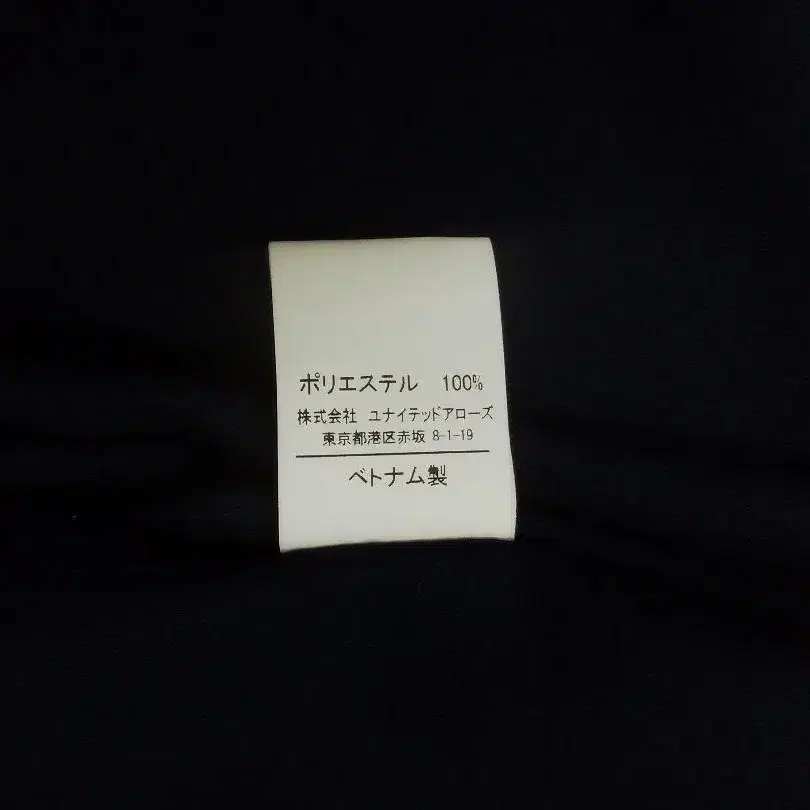 ポリエステル 100%
株式会社 ユナイテッドアローズ
東京都港区赤坂 8-1-19
ベトナム製